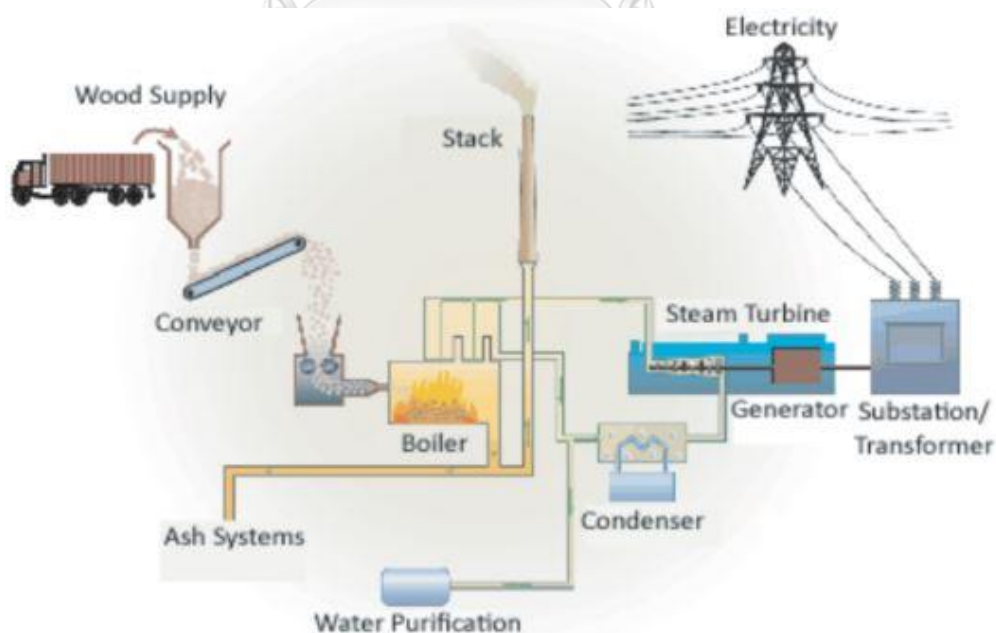 Electricity
Wood Supply
Stack
Conveyor
Steam Turbine
Generator
Substation/
Transformer
Boiler
Condenser
Ash Systems
Water Purification